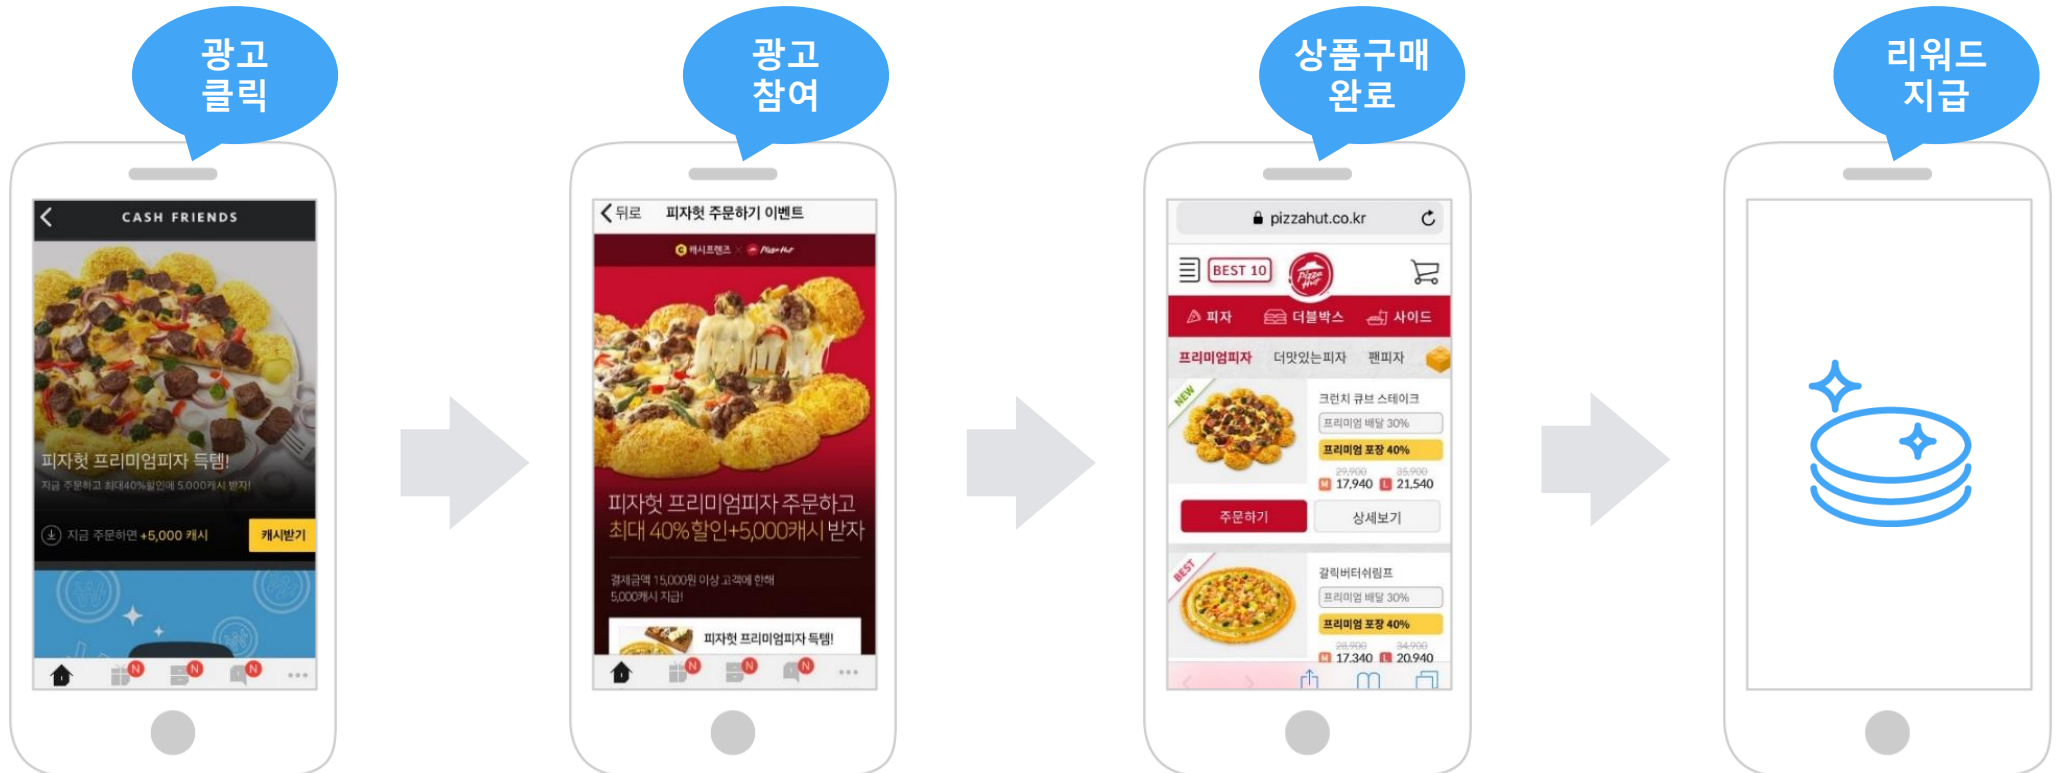 광고
클릭
광고
참여
상품구매
완료
리워드
지급
CASH FRIENDS
피자헛 프리미엄피자 득템!
지금 주문하고 최대40%할인에 5,000캐시 받자!
지금 주문하면 +5,000 캐시
캐시받기
N
N
N
뒤로
피자헛 주문하기 이벤트
캐시프렌즈 × Pizza Hut
피자헛 프리미엄피자 주문하고
최대 40%할인+5,000캐시 받자
결제금액 15,000원 이상 고객에 한해
5,000캐시 지급!
피자헛 프리미엄피자 득템!
N
N
N
pizzahut.co.kr
BEST 10
Pizza Hut
피자
더블박스
사이드
프리미엄피자
더맛있는피자
팬피자
NEW
크런치 큐브 스테이크
프리미엄 배달 30%
프리미엄 포장 40%
29,900 35,900
M 17,940 L 21,540
주문하기
상세보기
BEST
갈릭버터쉬림프
프리미엄 배달 30%
프리미엄 포장 40%
28,900 34,900
M 17,340 L 20,940